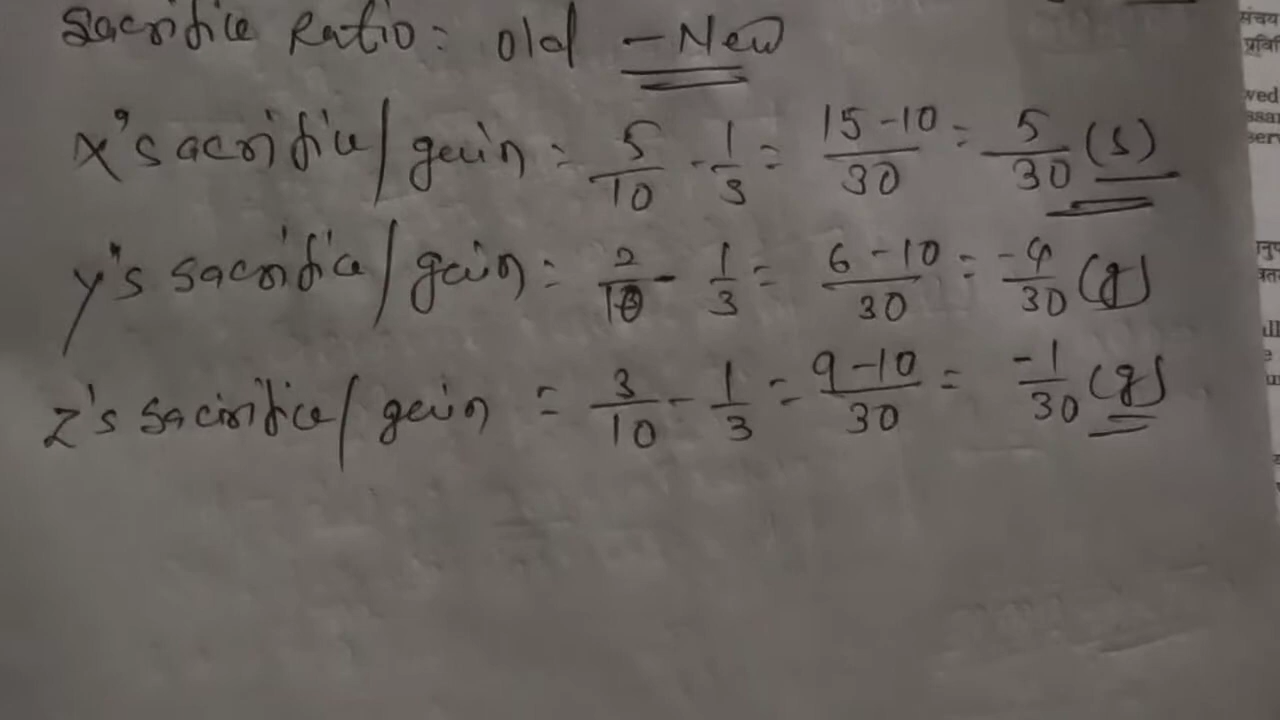 Sacrifice Ratio = Old - New
X's sacrifice/gain = 5/10 - 1/3 = 15-10/30 = 5/30 (s)
Y's sacrifice/gain = 2/10 - 1/3 = 6-10/30 = -4/30 (g)
Z's sacirifice/gain = 3/10 - 1/3 = 9-10/30 = -1/30 (g)